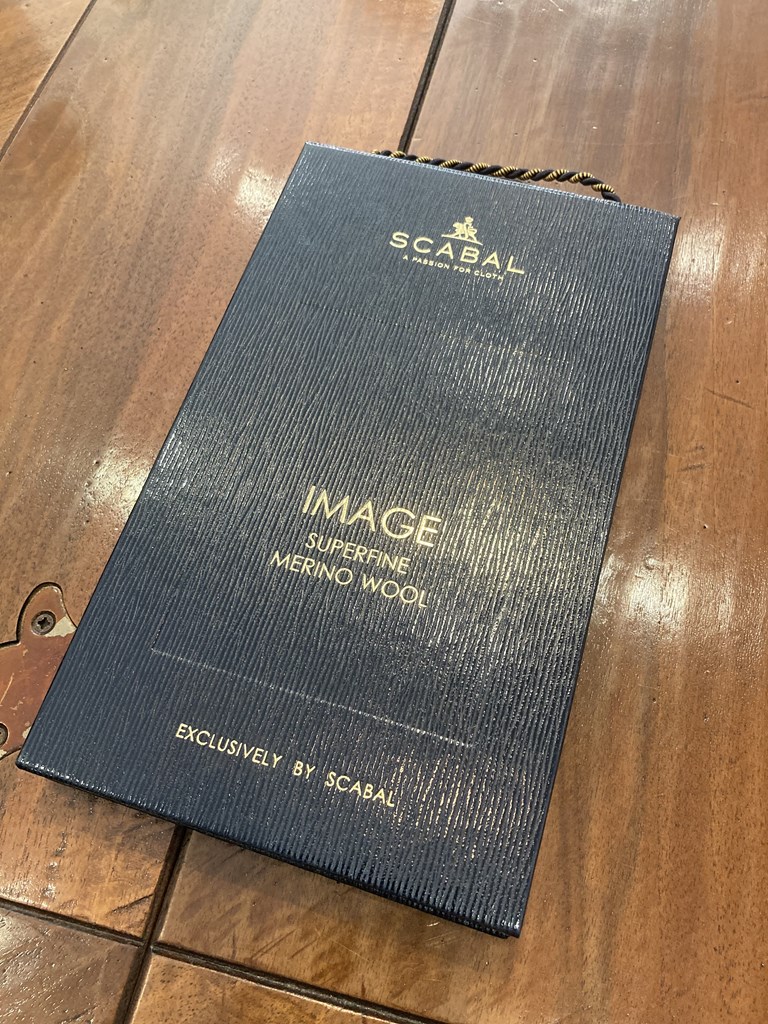 SCABAL
A PASSION FOR CLOTH
IMAGE
SUPERFINE
MERINO WOOL
EXCLUSIVELY BY SCABAL